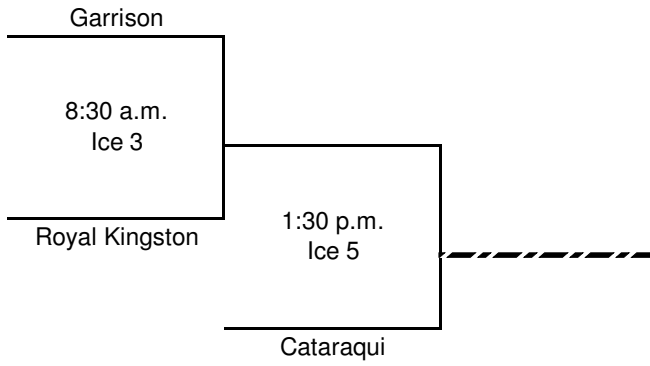 Garrison
8:30 a.m.
Ice 3
Royal Kingston
1:30 p.m.
Ice 5
Cataraqui